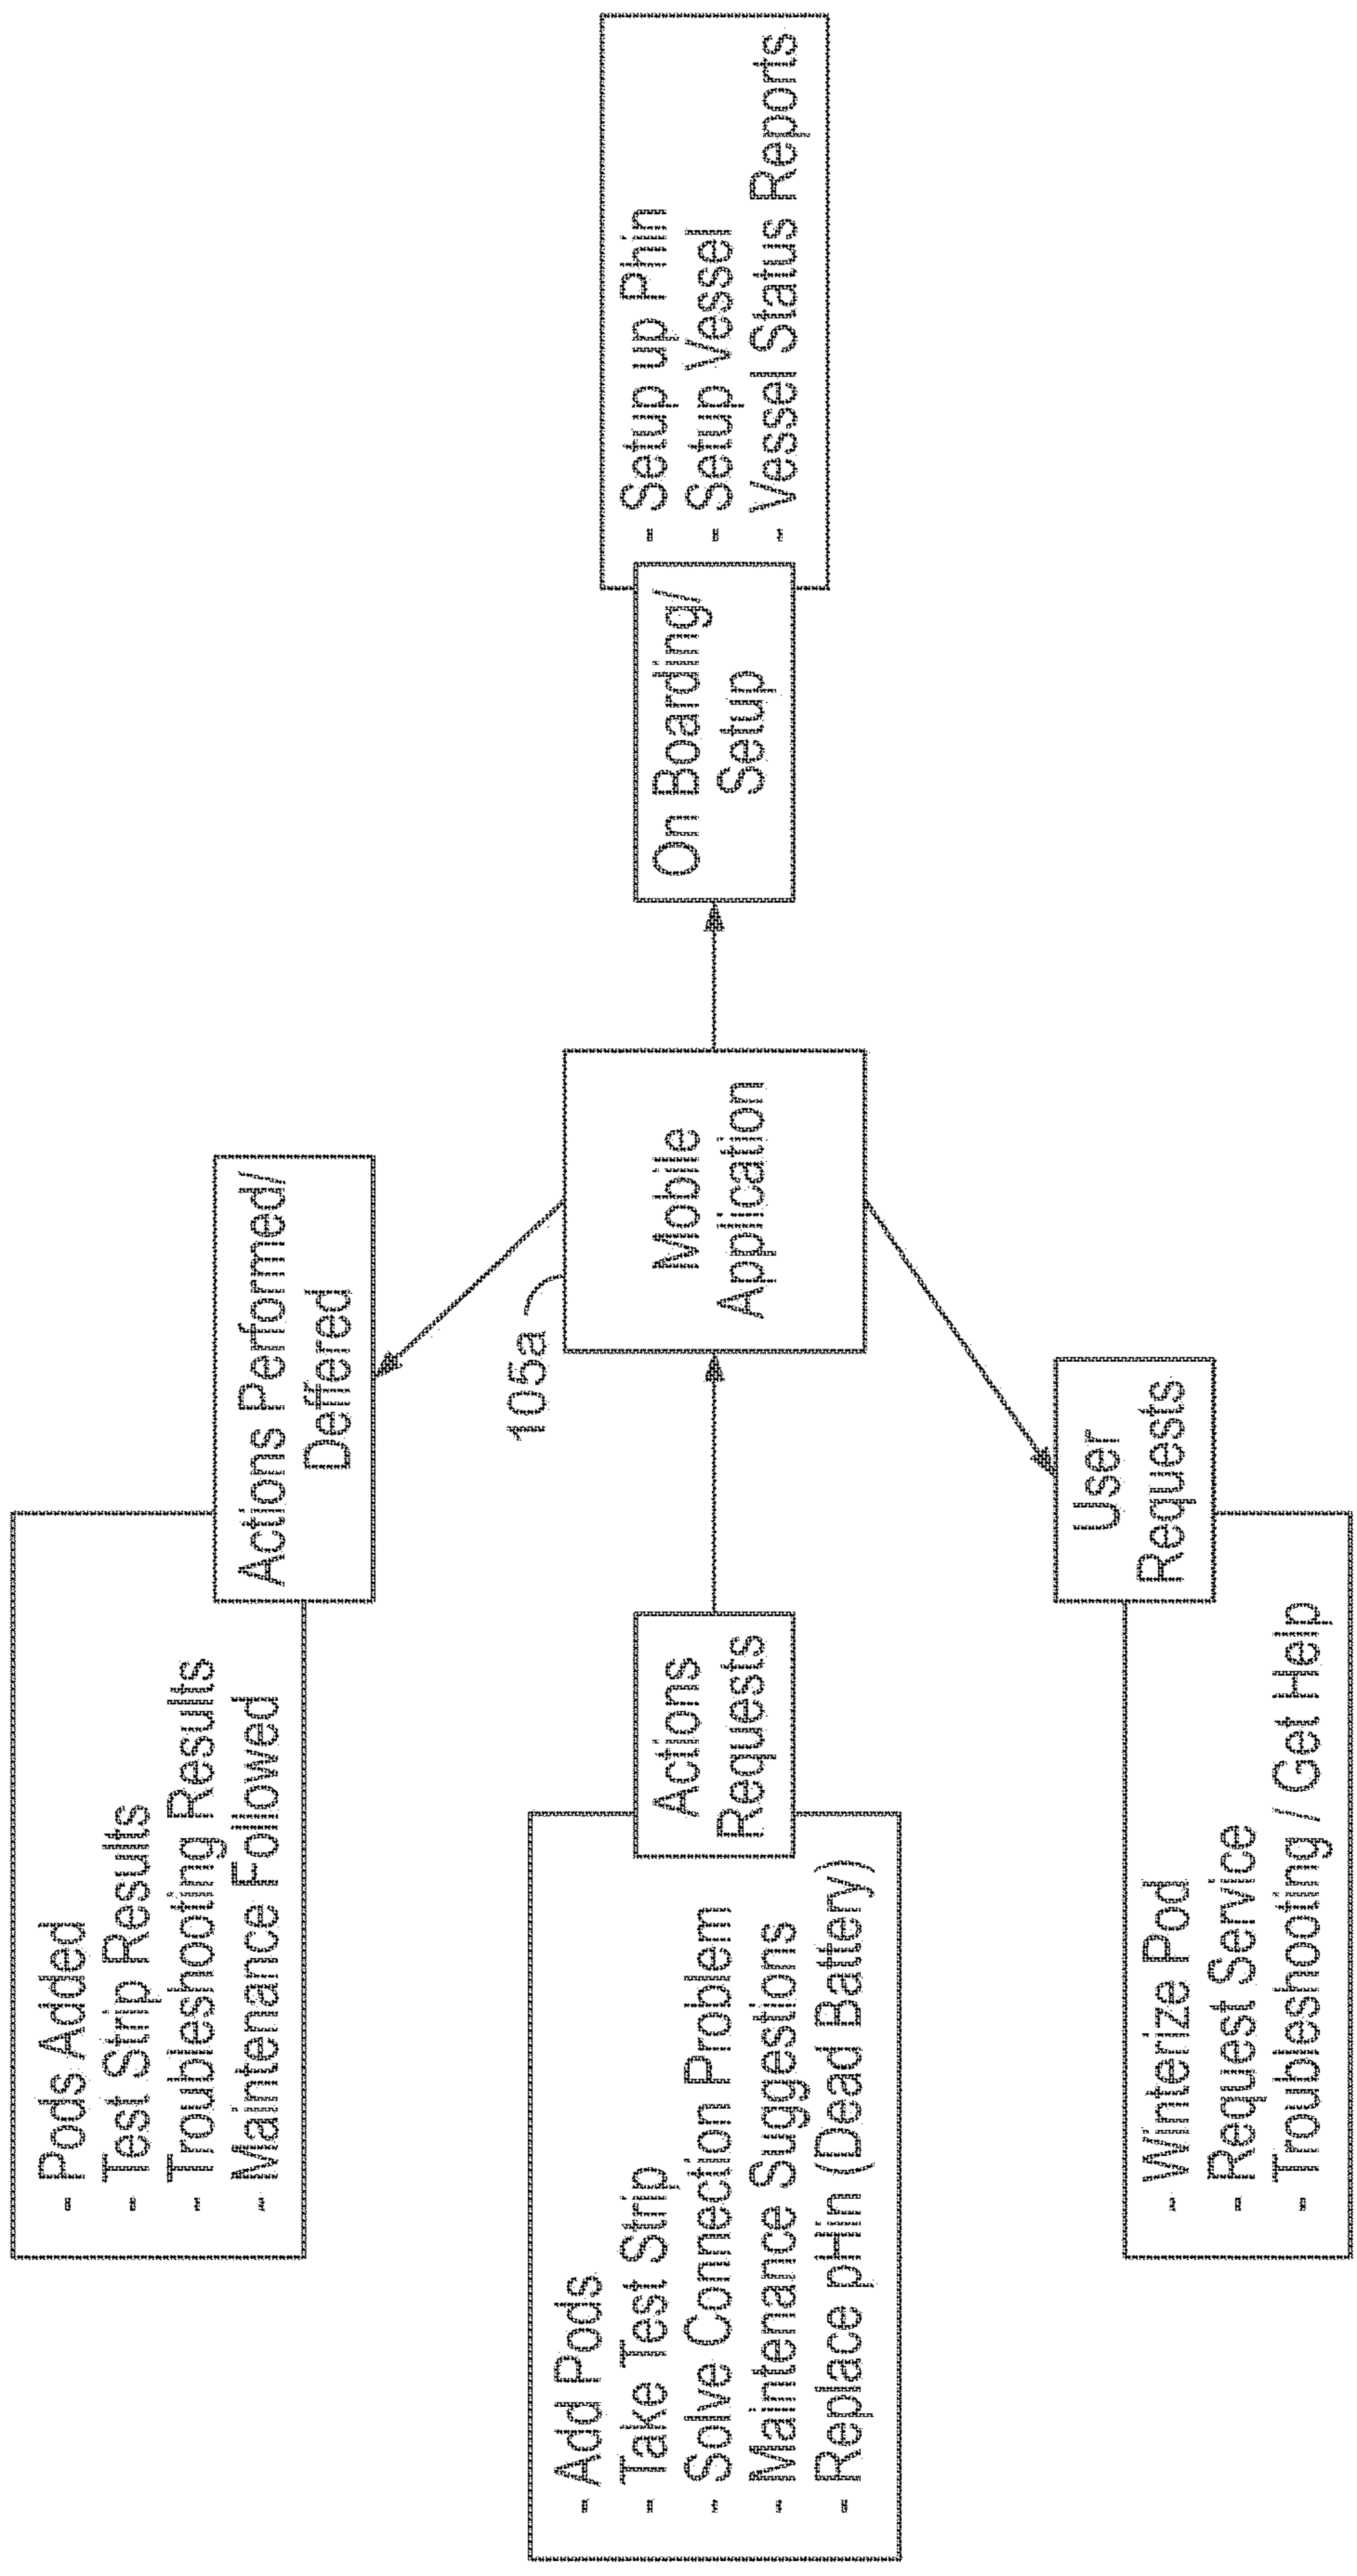 - Pods Added
- Test Strip Results
- Troubleshooting Results
- Maintenance Followed
Actions Performed/
Deffered
105a
- Add Pods
- Take Test Strip
- Solve Connection Problem
- Maintenance Suggestions
- Replace pHin (Dead Battery)
Actions
Requests
Mobile
Application
On Boarding/
Setup
- Setup up Phin
- Setup Vessel
- Vessel Status Reports
User
Requests
- Winterize Pod
- Request Service
- Troubleshooting / Get Help